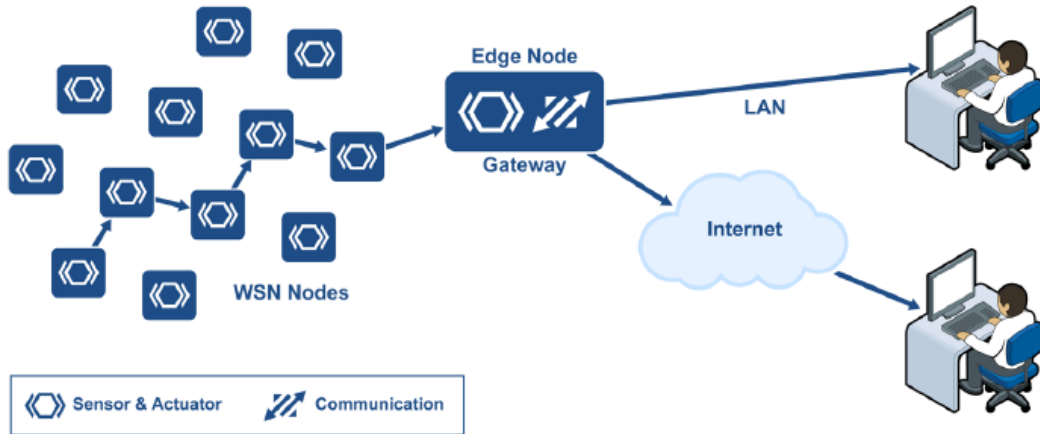 Edge Node
Gateway
LAN
Internet
WSN Nodes
Sensor & Actuator
Communication